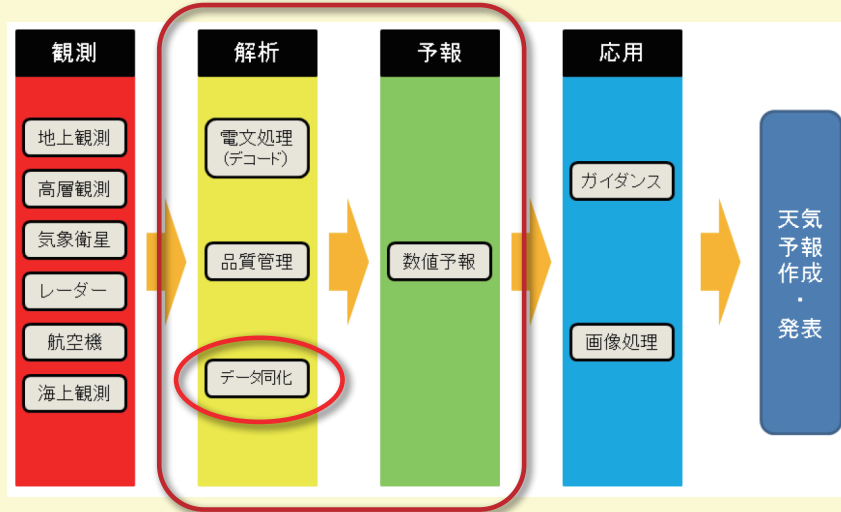 観測
地上観測
高層観測
気象衛星
レーダー
航空機
海上観測
解析
電文処理
(デコード)
品質管理
データ同化
予報
数値予報
応用
ガイダンス
画像処理
天気
予報
作成
・
発表